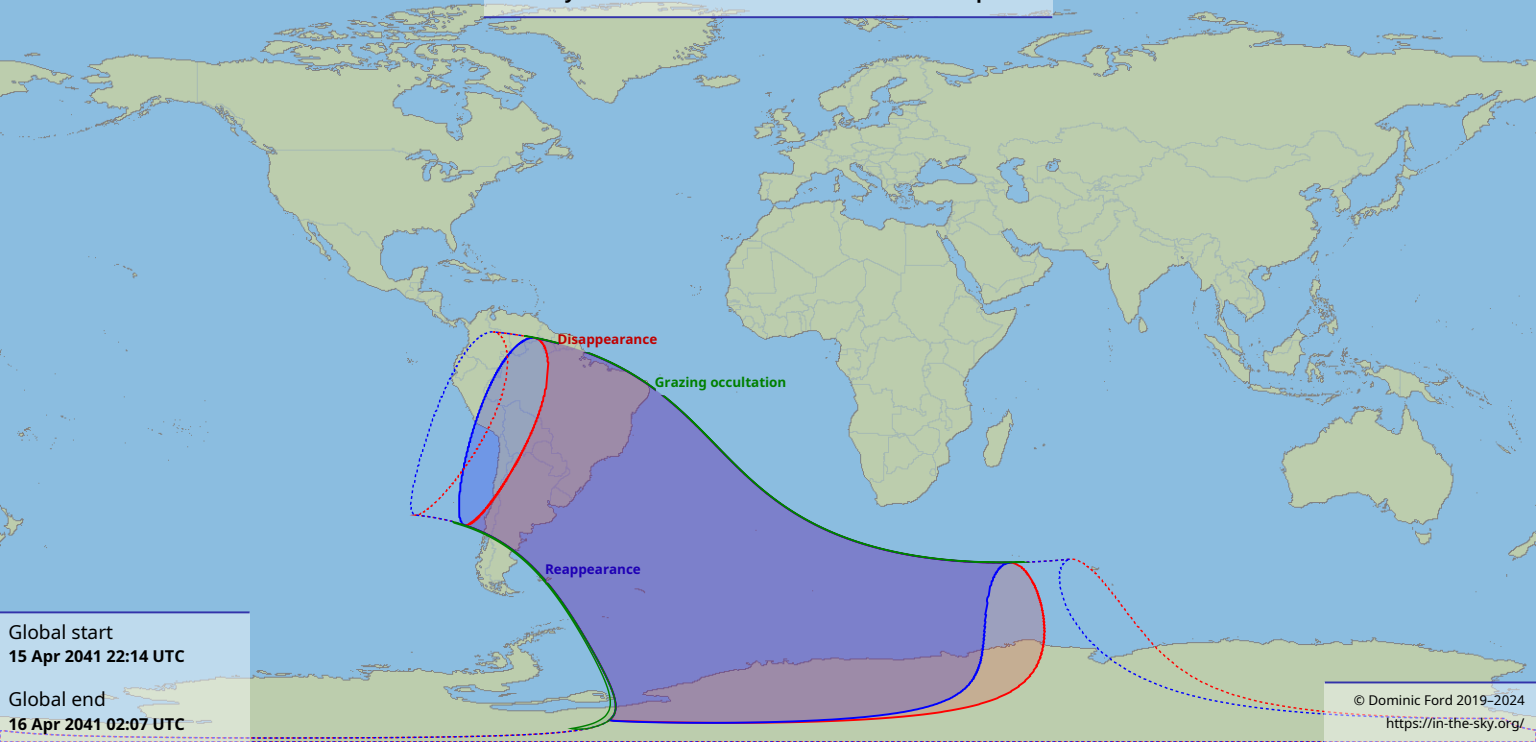 Disappearance
Grazing occultation
Reappearance
Global start
15 Apr 2041 22:14 UTC
Global end
16 Apr 2041 02:07 UTC
© Dominic Ford 2019–2024
https://in-the-sky.org/